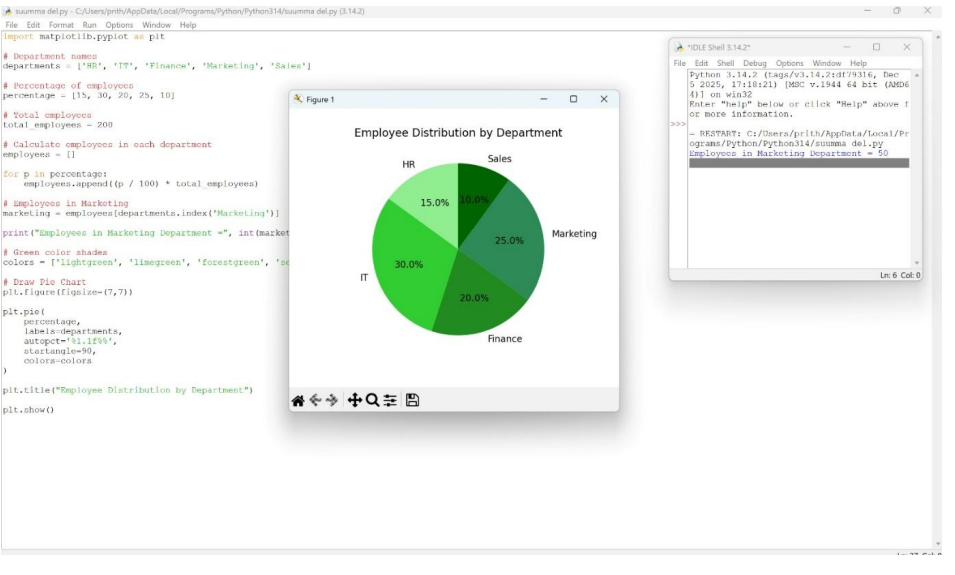 suumma del.py - C:/Users/prith/AppData/Local/Programs/Python/Python314/suumma del.py (3.14.2)
File Edit Format Run Options Window Help
import matplotlib.pyplot as plt
# Department names
departments = ['HR', 'IT', 'Finance', 'Marketing', 'Sales']
# Percentage of employees
percentage = [15, 30, 20, 25, 10]
# Total employees
total_employees = 200
# Calculate employees in each department
employees = []
for p in percentage:
employees.append((p / 100) * total_employees)
# Employees in Marketing
marketing = employees[departments.index('Marketing')]
print("Employees in Marketing Department =", int(market
# Green color shades
colors = ['lightgreen', 'limegreen', 'forestgreen', 'se
# Draw Pie Chart
plt.figure(figsize=(7,7))
plt.pie(
percentage,
labels=departments,
autopct='%1.1f%%',
startangle=90,
colors=colors
)
plt.title("Employee Distribution by Department")
plt.show()
Figure 1
Employee Distribution by Department
HR
Sales
15.0%
10.0%
Marketing
25.0%
IT
30.0%
20.0%
Finance
*IDLE Shell 3.14.2*
File Edit Shell Debug Options Window Help
Python 3.14.2 (tags/v3.14.2:df79316, Dec
5 2025, 17:18:21) [MSC v.1944 64 bit (AMD6
4)] on win32
Enter "help" below or click "Help" above f
or more information.
>>>
= RESTART: C:/Users/prith/AppData/Local/Pr
ograms/Python/Python314/suumma del.py
Employees in Marketing Department = 50
Ln: 6 Col: 0